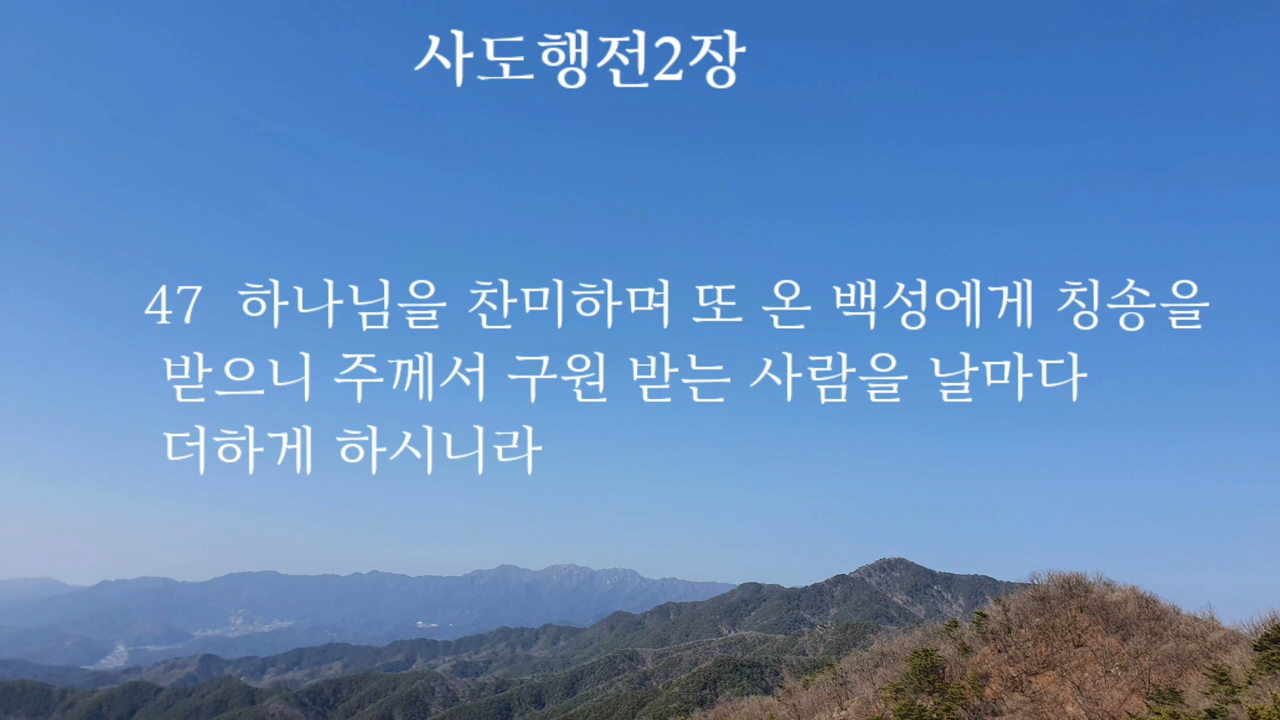 사도행전2장
47 하나님을 찬미하며 또 온 백성에게 칭송을
받으니 주께서 구원 받는 사람을 날마다
더하게 하시니라